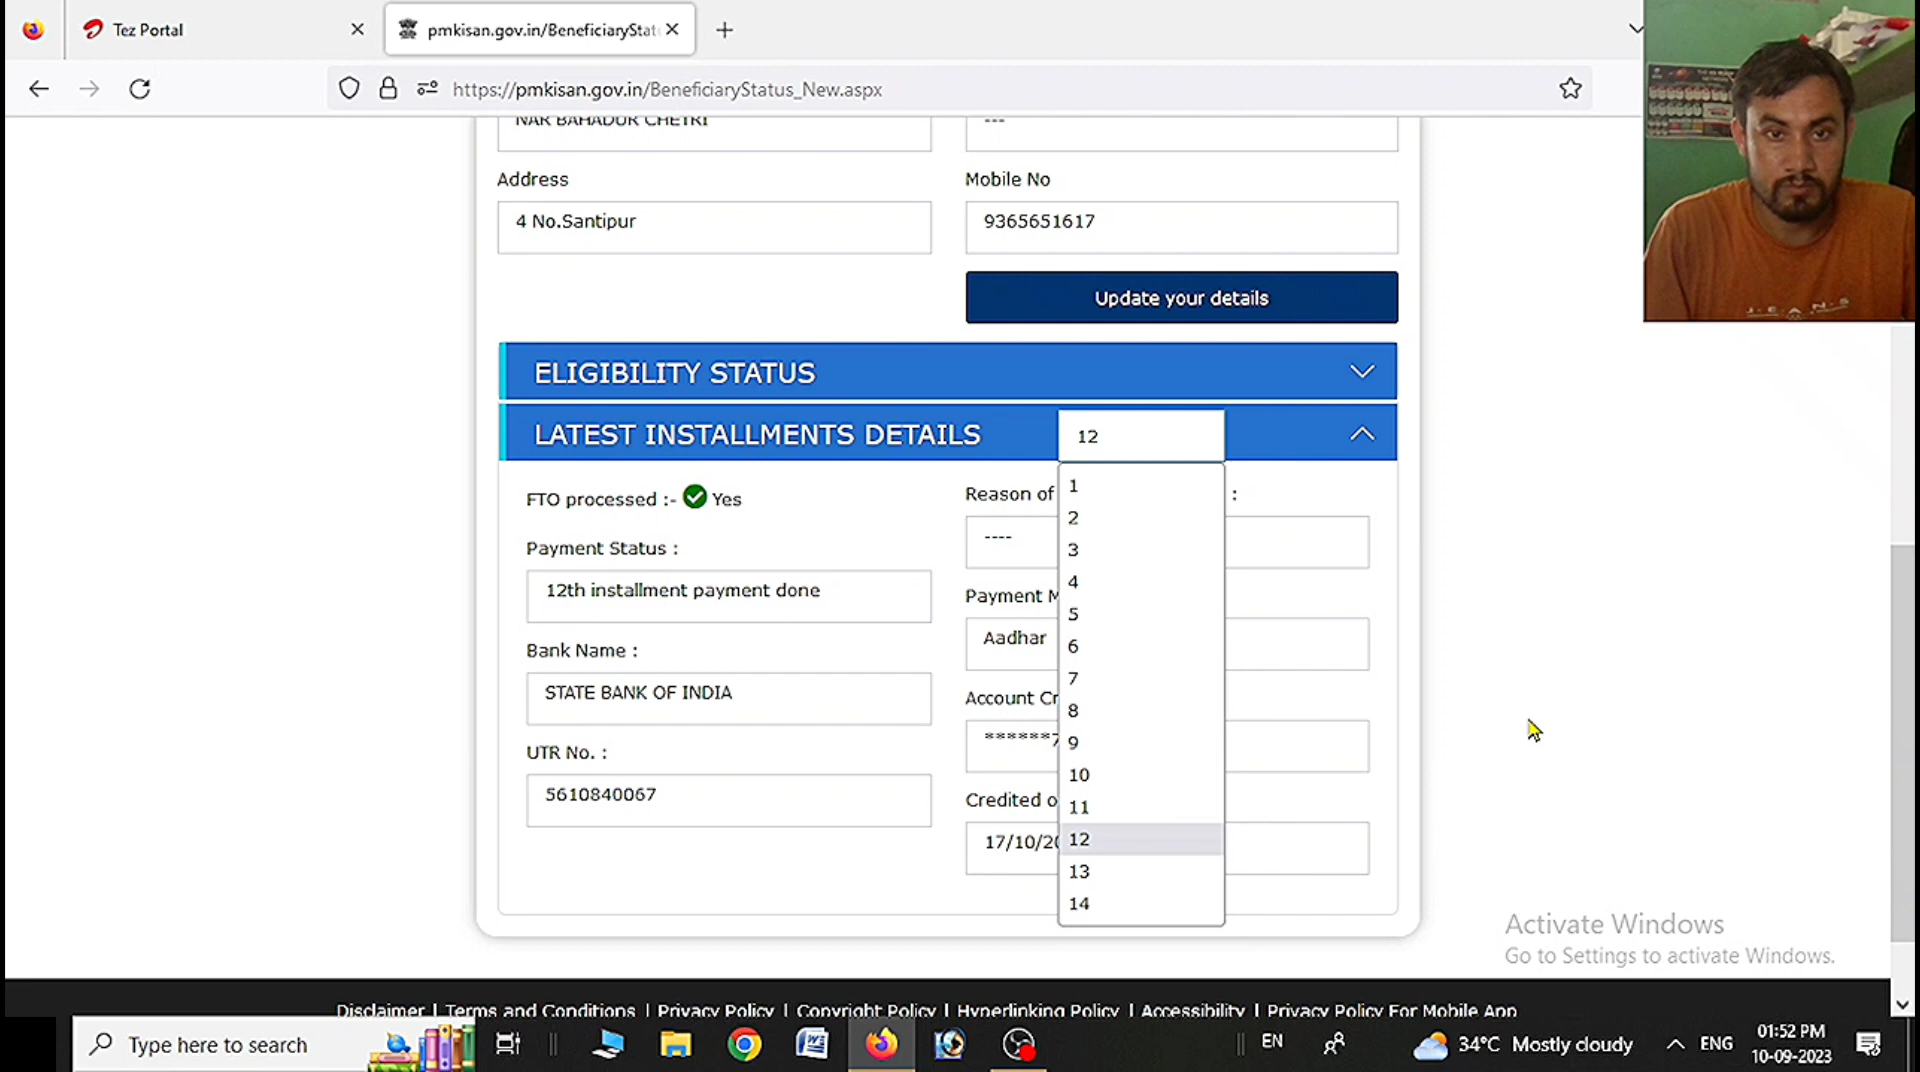 Tez Portal
pmkisan.gov.in/BeneficiaryStat
https://pmkisan.gov.in/BeneficiaryStatus_New.aspx
NAR BAHADUR CHETRI
---
Address
Mobile No
4 No.Santipur
9365651617
Update your details
ELIGIBILITY STATUS
LATEST INSTALLMENTS DETAILS
12
1
2
3
4
5
6
7
8
9
10
11
12
13
14
FTO processed :- Yes
Reason of
:
----
Payment Status :
12th installment payment done
Payment M
Aadhar
Bank Name :
STATE BANK OF INDIA
Account Cr
******7
UTR No. :
5610840067
Credited o
17/10/20
Activate Windows
Go to Settings to activate Windows.
Disclaimer | Terms and Conditions | Privacy Policy | Copyright Policy | Hyperlinking Policy | Accessibility | Privacy Policy For Mobile App
Type here to search
EN
34°C Mostly cloudy
ENG
01:52 PM
10-09-2023
J.E.A.N.S